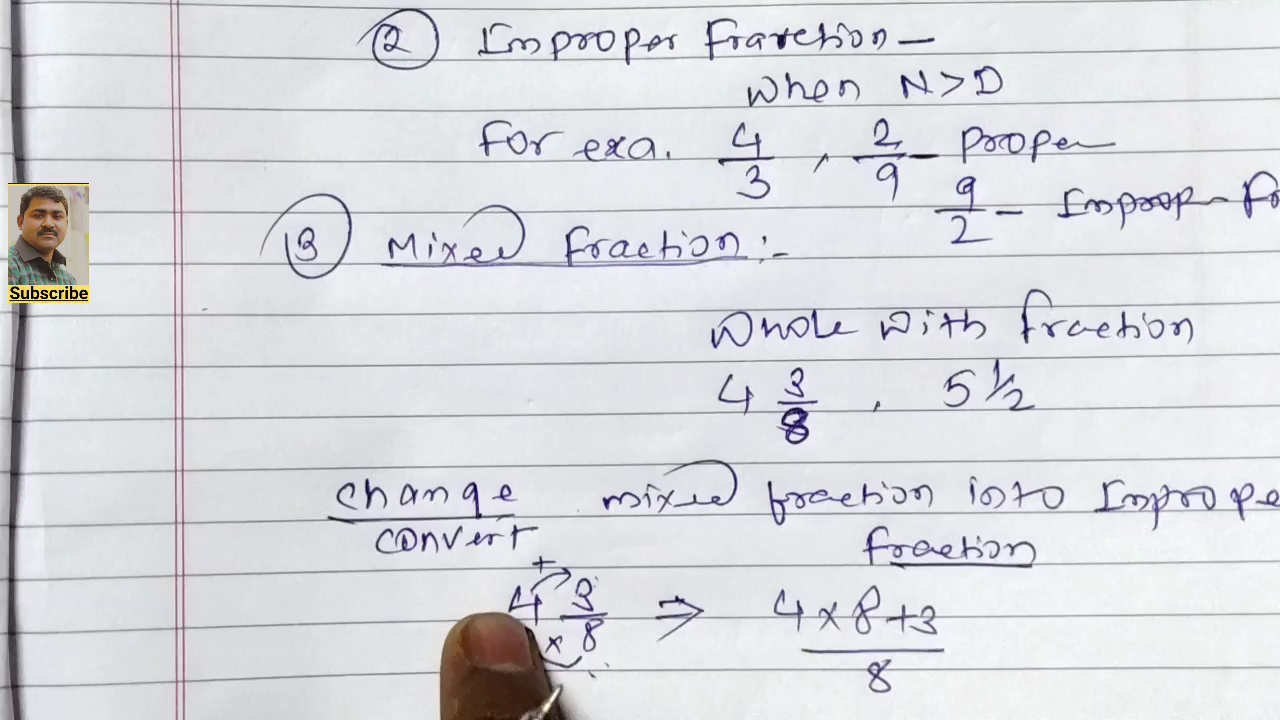 ② Improper Fraretion –
When N>D
For exa. 4/3 , 2/9 – Proper
9/2 – Improp - Fr
③ Mixed Fraction :-
Subscribe
Whole with fraction
4 3/8 , 5 1/2
Change mixed fraction into Imprope
convert fraction
+
4 3/8 ⇒ (4 × 8 + 3)/8
×